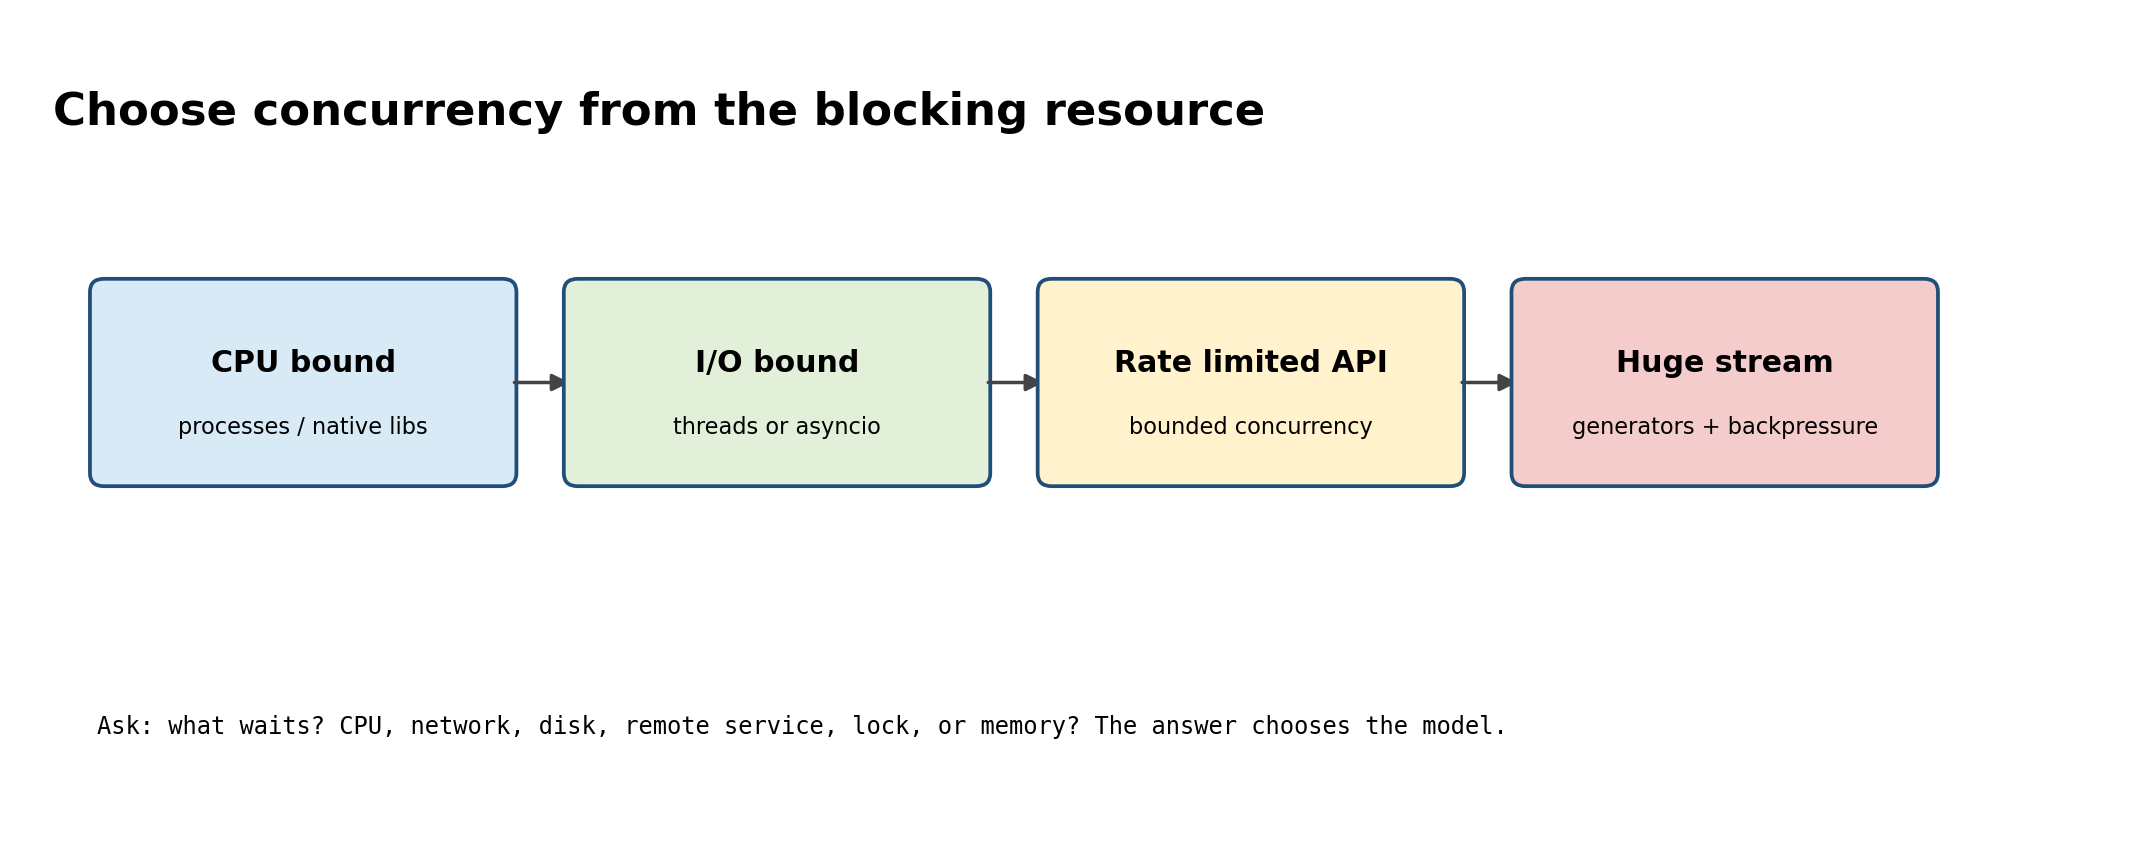 Choose concurrency from the blocking resource
CPU bound
processes / native libs
I/O bound
threads or asyncio
Rate limited API
bounded concurrency
Huge stream
generators + backpressure
Ask: what waits? CPU, network, disk, remote service, lock, or memory? The answer chooses the model.